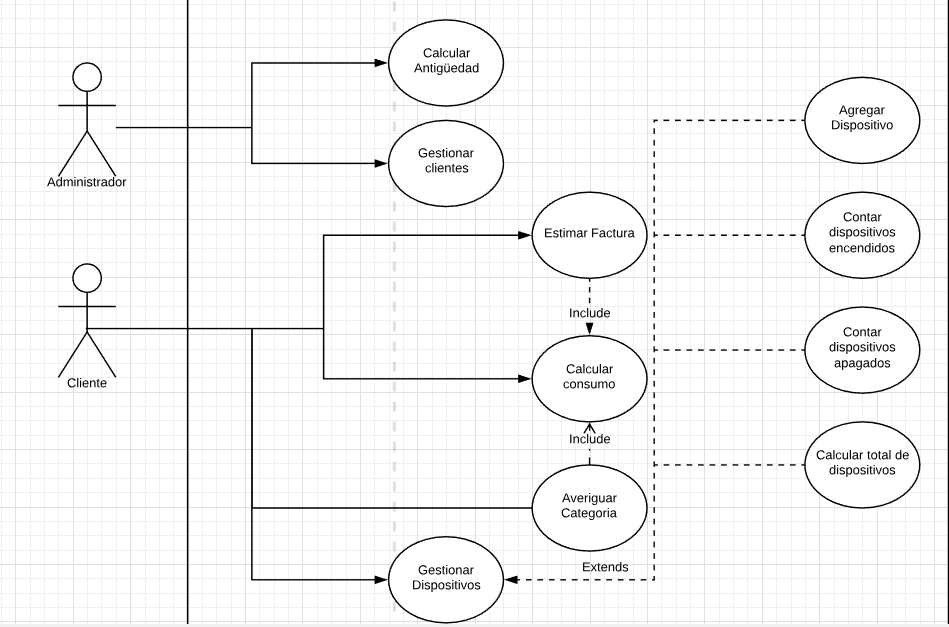 Calcular
Antigüedad
Administrador
Gestionar
clientes
Agregar
Dispositivo
Estimar Factura
Contar
dispositivos
encendidos
Include
Cliente
Calcular
consumo
Contar
dispositivos
apagados
Include
Averiguar
Categoria
Calcular total de
dispositivos
Extends
Gestionar
Dispositivos